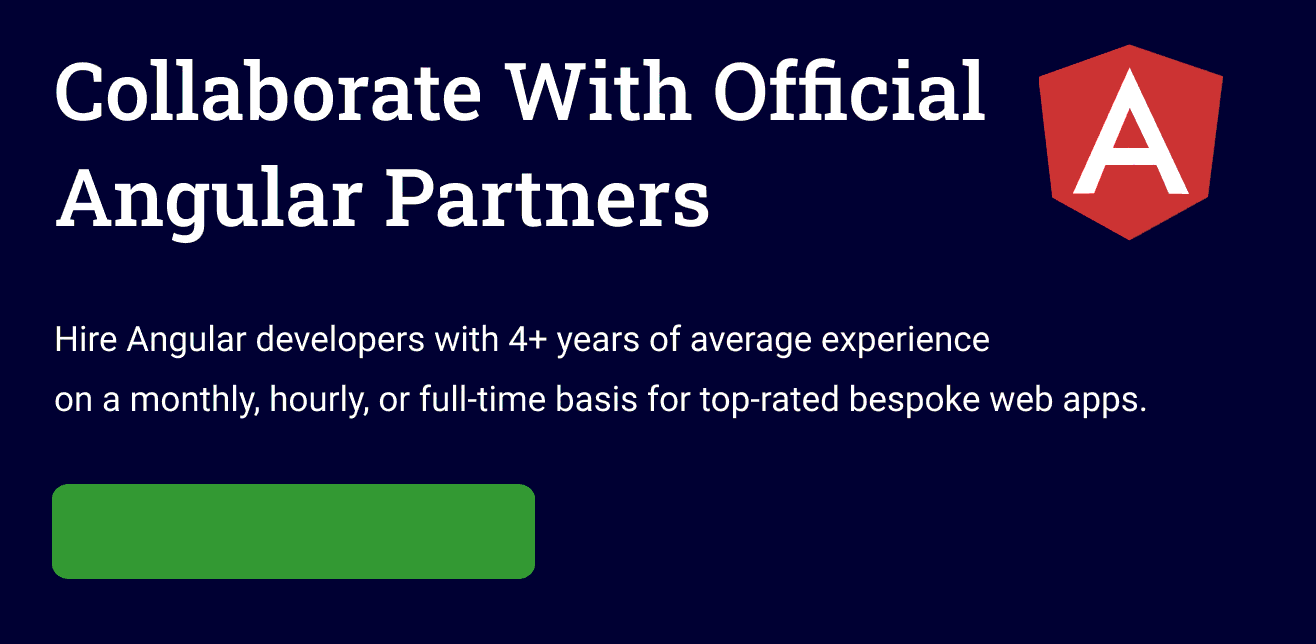 Collaborate With Official
Angular Partners
Hire Angular developers with 4+ years of average experience
on a monthly, hourly, or full-time basis for top-rated bespoke web apps.